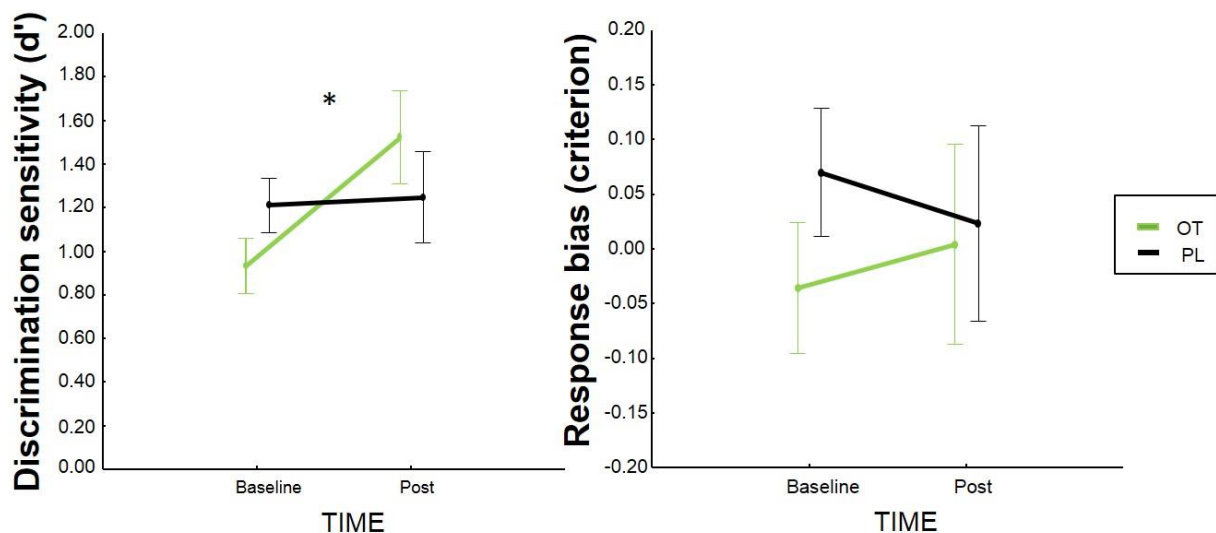 Discrimination sensitivity (d')
2.00
1.80
1.60
1.40
1.20
1.00
0.80
0.60
0.40
0.20
0.00
*
Baseline
Post
TIME
Response bias (criterion)
0.20
0.15
0.10
0.05
0.00
-0.05
-0.10
-0.15
-0.20
Baseline
Post
TIME
OT
PL